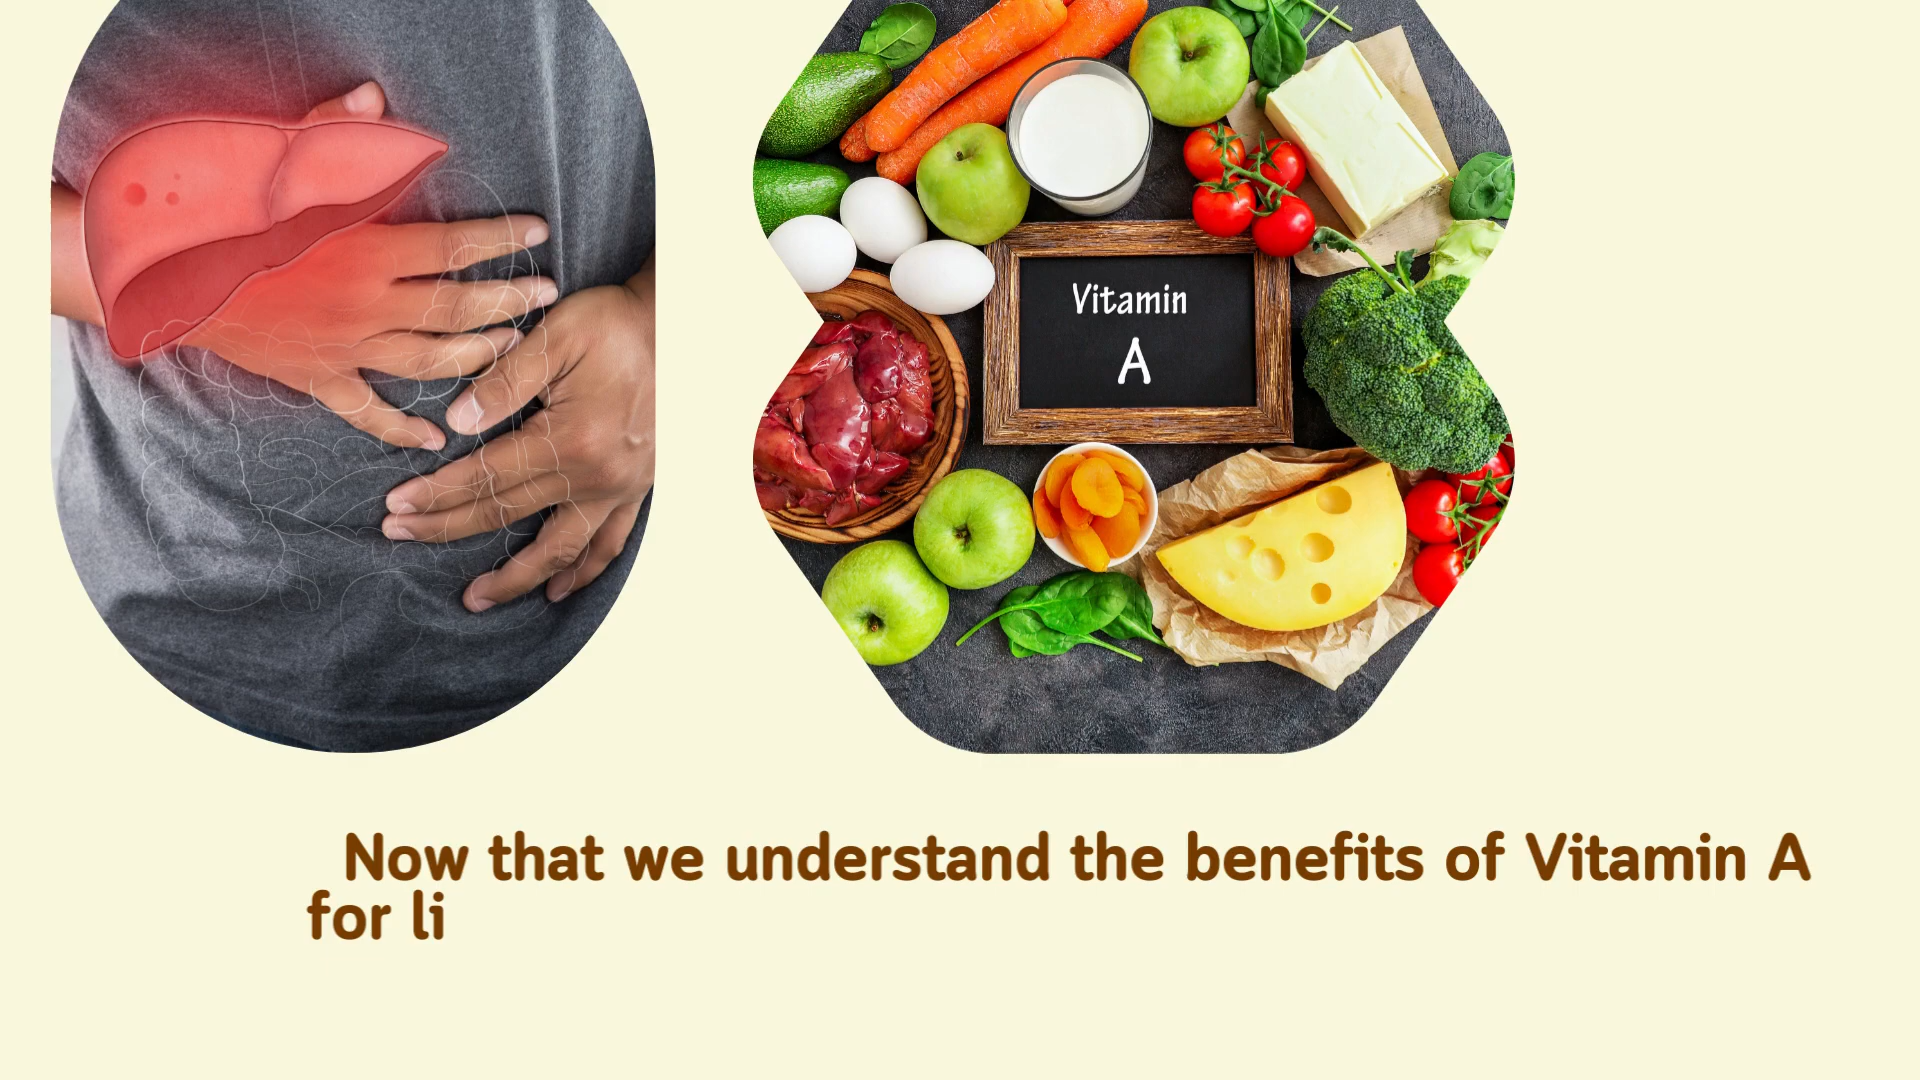 Vitamin
A
Now that we understand the benefits of Vitamin A
for li